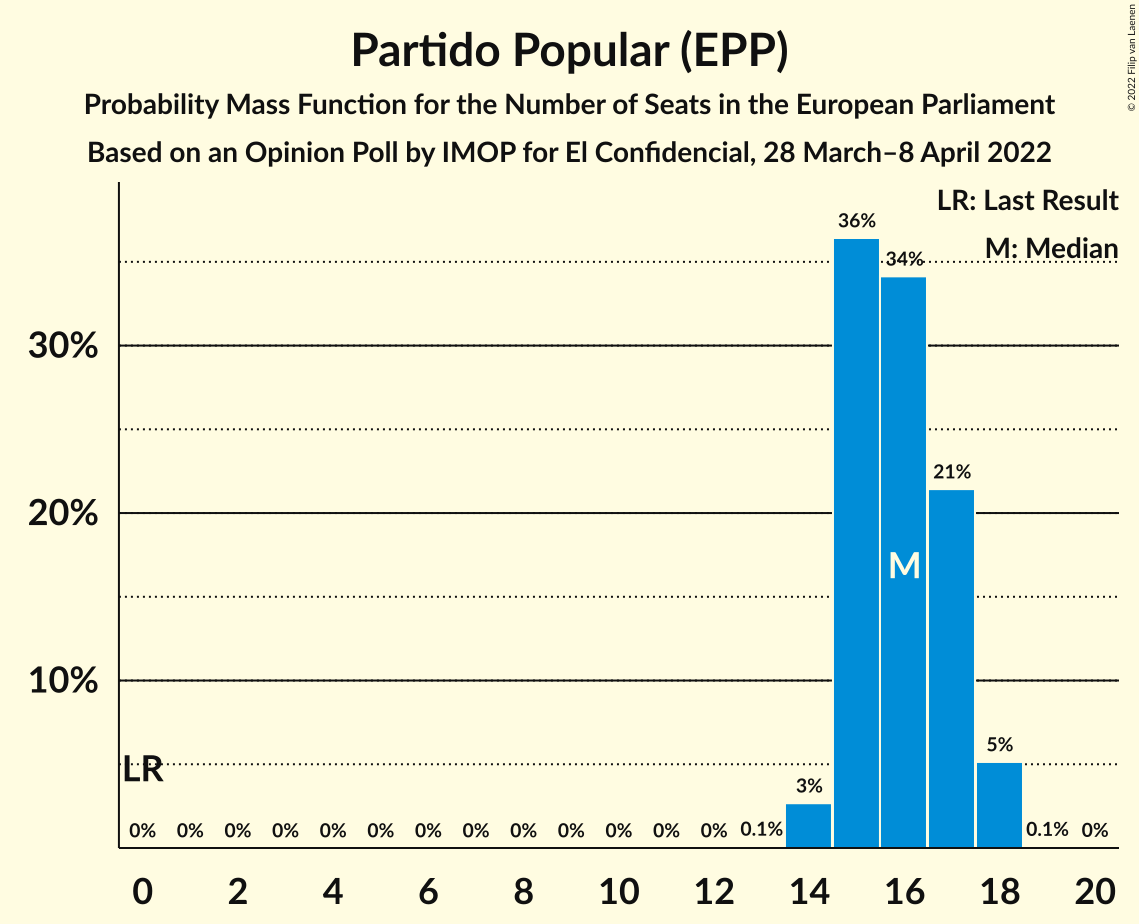 Partido Popular (EPP)
Probability Mass Function for the Number of Seats in the European Parliament
Based on an Opinion Poll by IMOP for El Confidencial, 28 March–8 April 2022
© 2022 Filip van Laenen
LR: Last Result
M: Median
36%
34%
30%
21%
20%
M
10%
LR
5%
3%
0% 0% 0% 0% 0% 0% 0% 0% 0% 0% 0% 0% 0% 0.1% 0.1% 0%
0 2 4 6 8 10 12 14 16 18 20